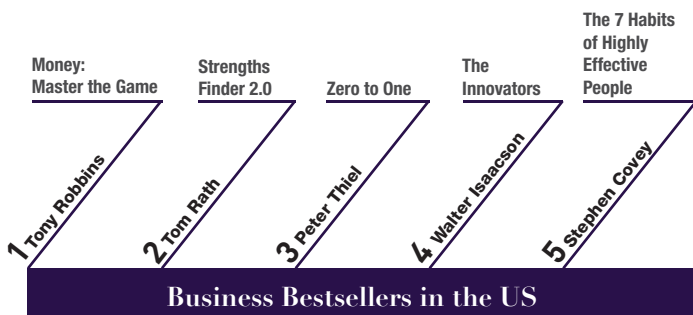 Money:
Master the Game
Strengths
Finder 2.0
Zero to One
The
Innovators
The 7 Habits
of Highly
Effective
People
1 Tony Robbins
2 Tom Rath
3 Peter Thiel
4 Walter Isaacson
5 Stephen Covey
Business Bestsellers in the US